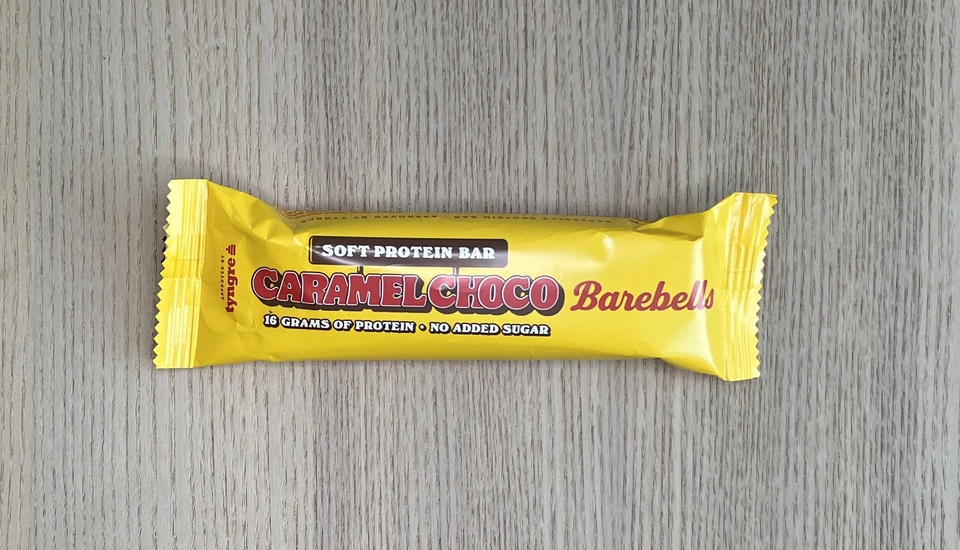 APPROVED BY
tyngre
SOFT PROTEIN BAR
CARAMEL CHOCO
Barebells
16 GRAMS OF PROTEIN • NO ADDED SUGAR